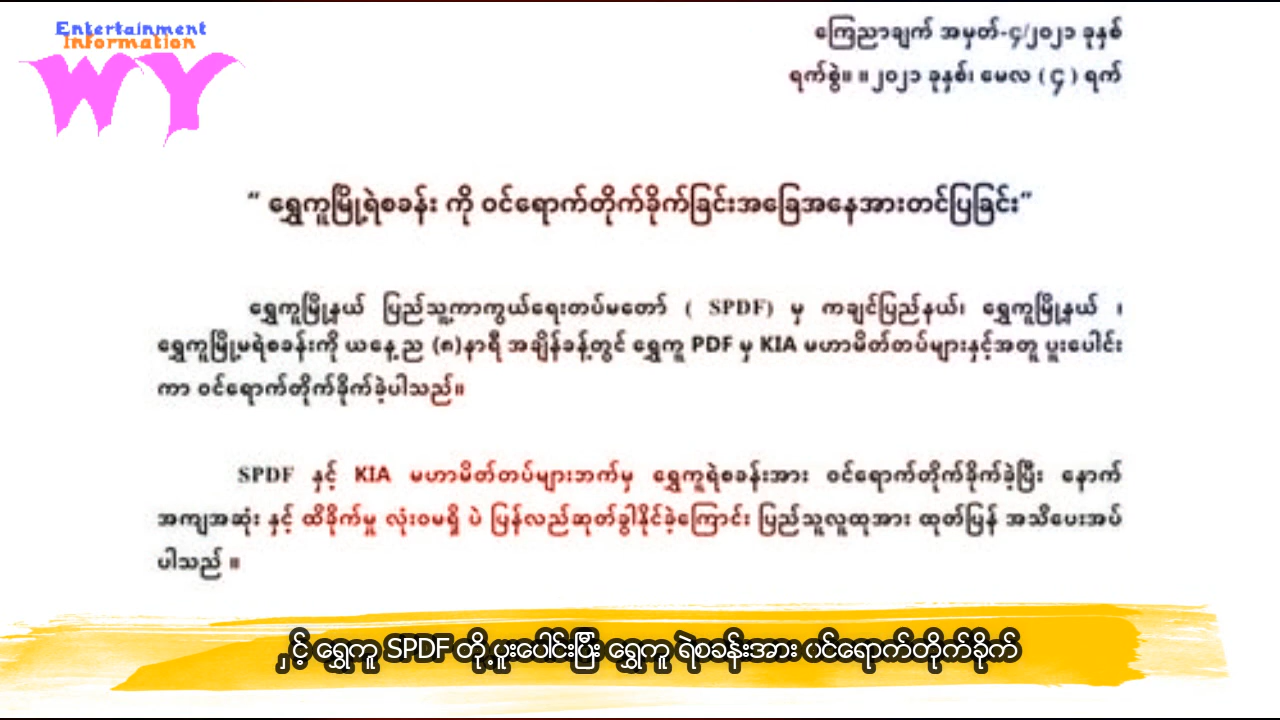 Entertainment
Information
WY
ကြေညာချက် အမှတ်-၄/၂၀၂၁ ခုနှစ်
ရက်စွဲ။ ။၂၀၂၁ ခုနှစ်၊ မေလ (၄) ရက်
“ ရွှေကူမြို့ရဲစခန်း ကို ဝင်ရောက်တိုက်ခိုက်ခြင်းအခြေအနေအားတင်ပြခြင်း”
ရွှေကူမြို့နယ် ပြည်သူ့ကာကွယ်ရေးတပ်မတော် ( SPDF) မှ ကချင်ပြည်နယ်၊ ရွှေကူမြို့နယ် ၊
ရွှေကူမြို့မရဲစခန်းကို ယနေ့ည (၈)နာရီ အချိန်ခန့်တွင် ရွှေကူ PDF မှ KIA မဟာမိတ်တပ်များနှင့်အတူ ပူးပေါင်း
ကာ ဝင်ရောက်တိုက်ခိုက်ခဲ့ပါသည်။
SPDF နှင့် KIA မဟာမိတ်တပ်များဘက်မှ ရွှေကူရဲစခန်းအား ဝင်ရောက်တိုက်ခိုက်ခဲ့ပြီး နောက်
အကျအဆုံး နှင့် ထိခိုက်မှု လုံးဝမရှိ ပဲ ပြန်လည်ဆုတ်ခွါနိုင်ခဲ့ကြောင်း ပြည်သူလူထုအား ထုတ်ပြန် အသိပေးအပ်
ပါသည် ။
နှင့် ရွှေကူ SPDF တို့ပူးပေါင်းပြီး ရွှေကူ ရဲစခန်းအား ဝင်ရောက်တိုက်ခိုက်